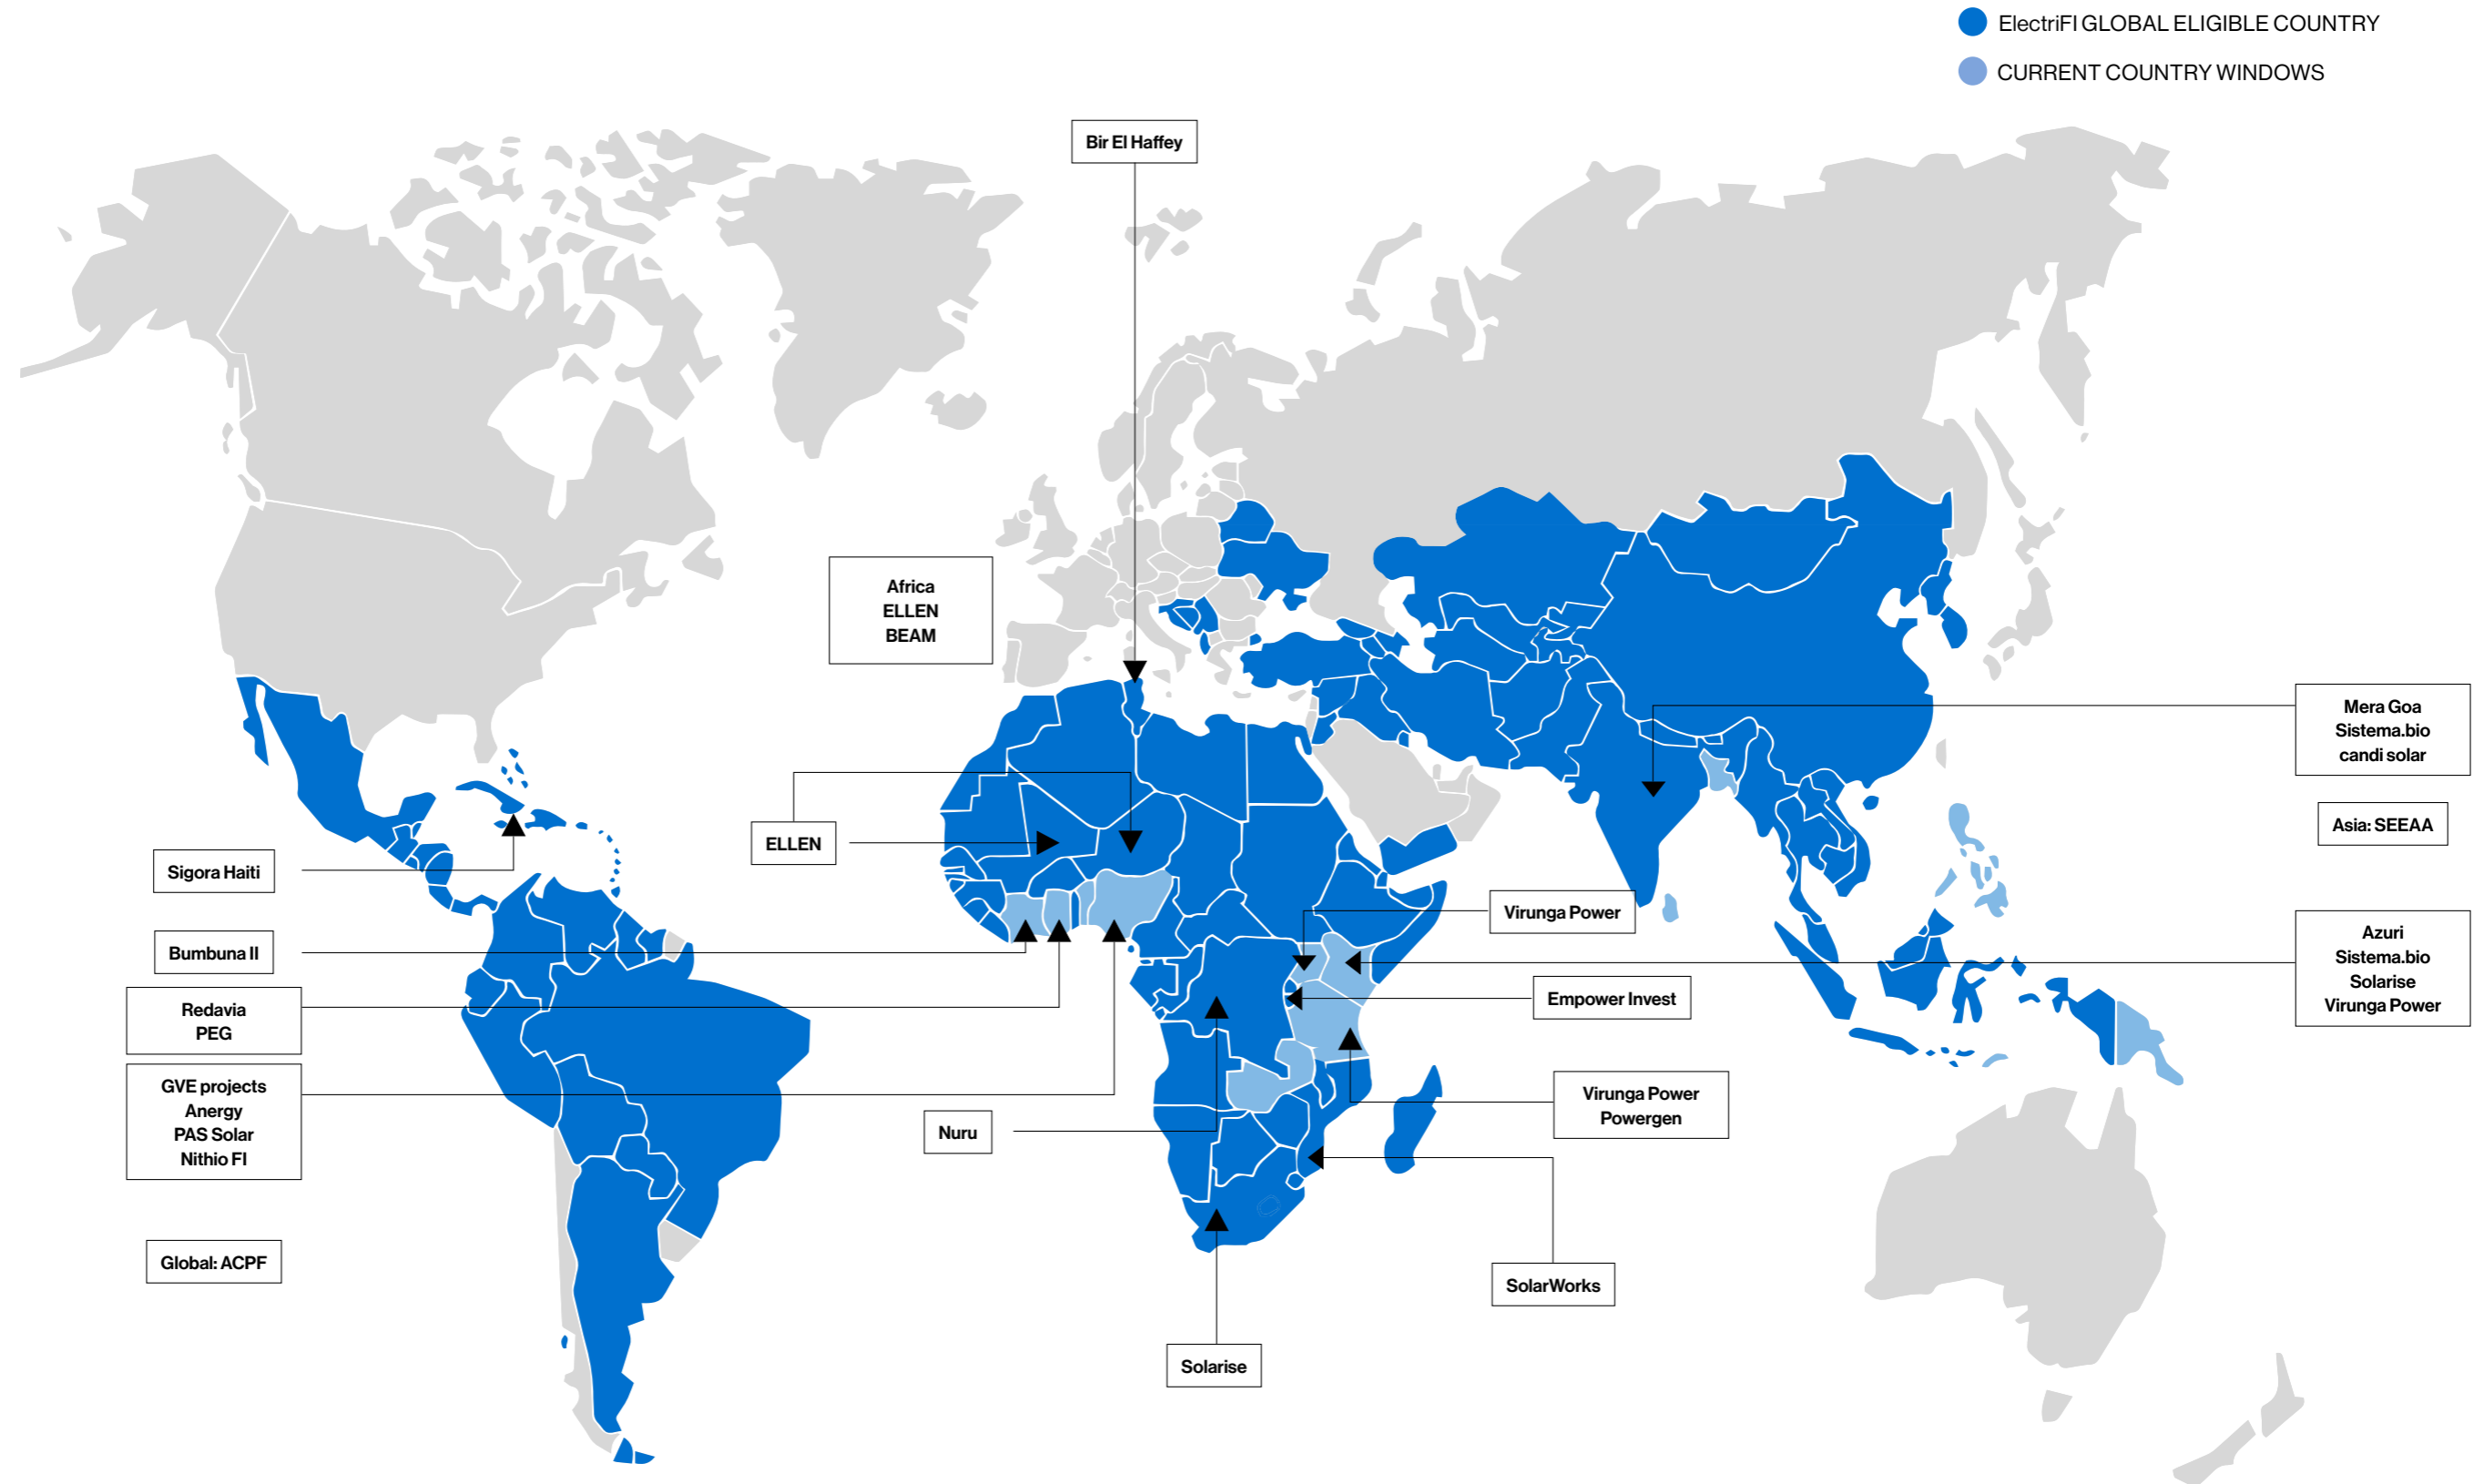 ElectriFI GLOBAL ELIGIBLE COUNTRY
CURRENT COUNTRY WINDOWS
Bir El Haffey
Africa
ELLEN
BEAM
Mera Goa
Sistema.bio
candi solar
Asia: SEEAA
ELLEN
Sigora Haiti
Virunga Power
Bumbuna II
Azuri
Sistema.bio
Solarise
Virunga Power
Redavia
PEG
Empower Invest
GVE projects
Anergy
PAS Solar
Nithio FI
Nuru
Virunga Power
Powergen
Global: ACPF
SolarWorks
Solarise